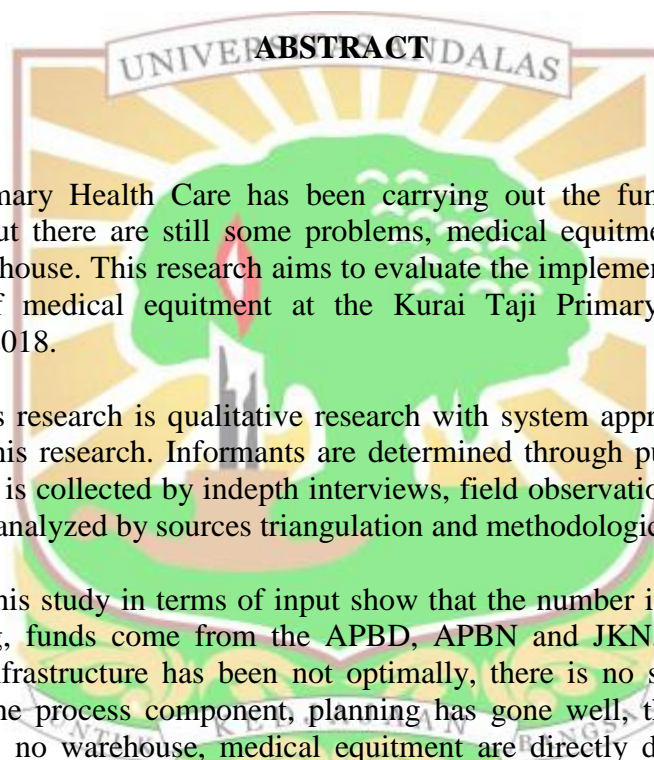 ABSTRACT
UNIVERSITAS ANDALAS
mary Health Care has been carrying out the fun
ut there are still some problems, medical equitme
house. This research aims to evaluate the implemen
f medical equitment at the Kurai Taji Primary
018.
s research is qualitative research with system appr
his research. Informants are determined through pu
is collected by indepth interviews, field observatio
analyzed by sources triangulation and methodologic
his study in terms of input show that the number i
, funds come from the APBD, APBN and JKN.
nfrastructure has been not optimally, there is no s
ne process component, planning has gone well, th
no warehouse, medical equitment are directly d